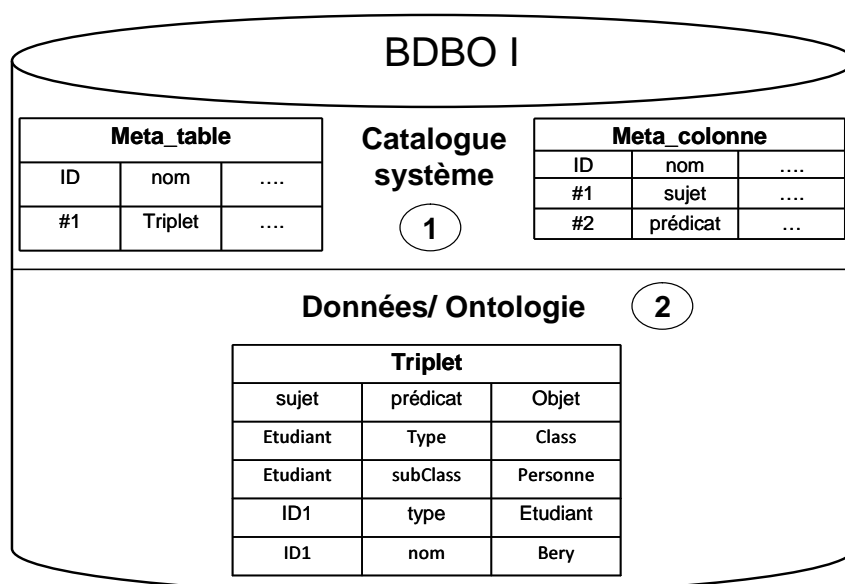 BDBO I
Meta_table
ID nom ....
#1 Triplet ....
Catalogue
système
1
Meta_colonne
ID nom ....
#1 sujet ....
#2 prédicat ...
Données/ Ontologie 2
Triplet
sujet prédicat Objet
Etudiant Type Class
Etudiant subClass Personne
ID1 type Etudiant
ID1 nom Bery